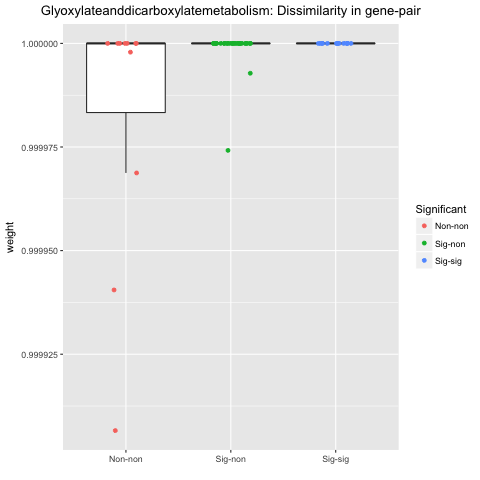 Glyoxylateanddicarboxylatemetabolism: Dissimilarity in gene-pair
1.000000
0.999975
0.999950
0.999925
weight
Non-non
Sig-non
Sig-sig
Significant
Non-non
Sig-non
Sig-sig